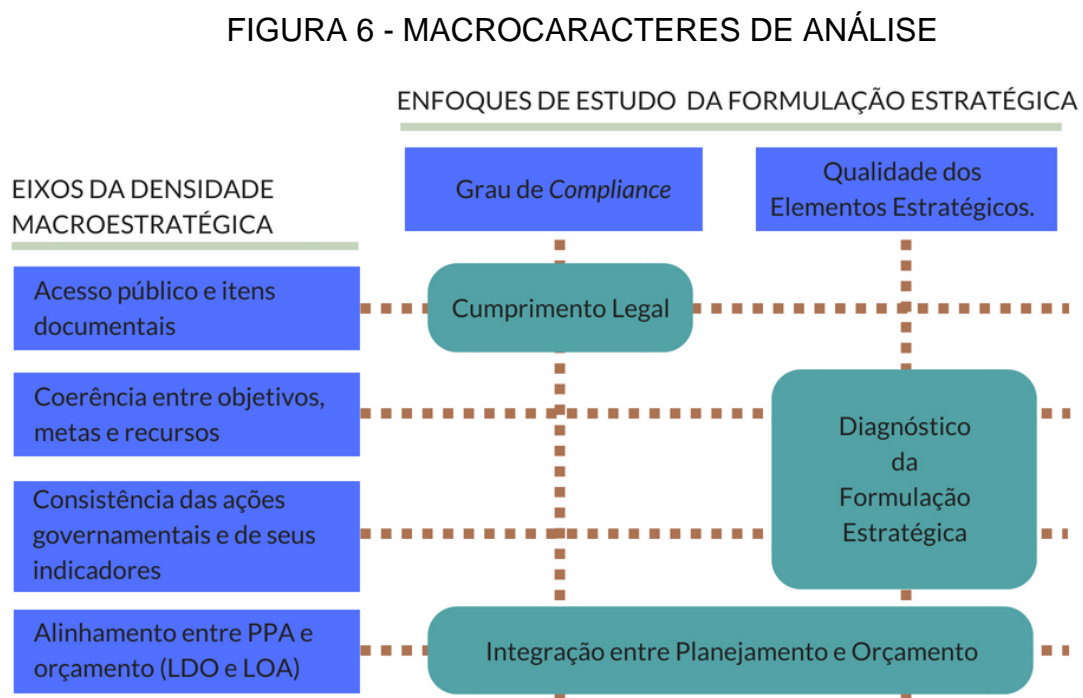 FIGURA 6 - MACROCARACTERES DE ANÁLISE
ENFOQUES DE ESTUDO DA FORMULAÇÃO ESTRATÉGICA
EIXOS DA DENSIDADE
MACROESTRATÉGICA
Grau de Compliance
Qualidade dos
Elementos Estratégicos.
Acesso público e itens
documentais
Cumprimento Legal
Coerência entre objetivos,
metas e recursos
Diagnóstico
da
Formulação
Estratégica
Consistência das ações
governamentais e de seus
indicadores
Alinhamento entre PPA e
orçamento (LDO e LOA)
Integração entre Planejamento e Orçamento